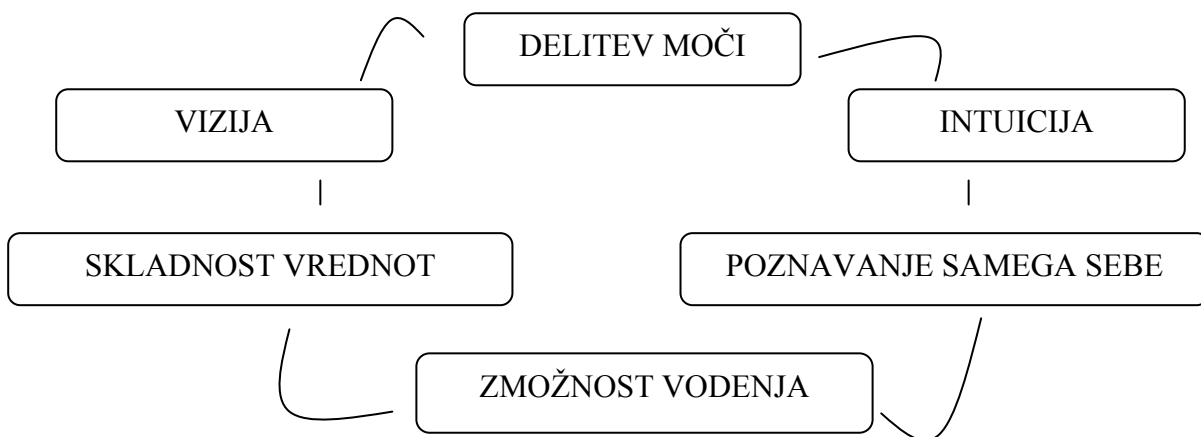 DELITEV MOČI
VIZIJA
INTUICIJA
SKLADNOST VREDNOT
POZNAVANJE SAMEGA SEBE
ZMOŽNOST VODENJA